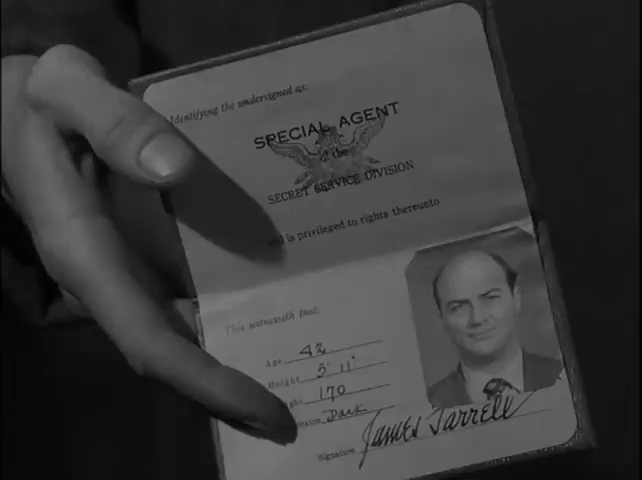 Identifying the undersigned as:
SPECIAL AGENT
of the
SECRET SERVICE DIVISION
is privileged to rights thereunto
This witnesseth that:
Age 42
Height 5' 11"
170
Dark
James Tarrell
Signature